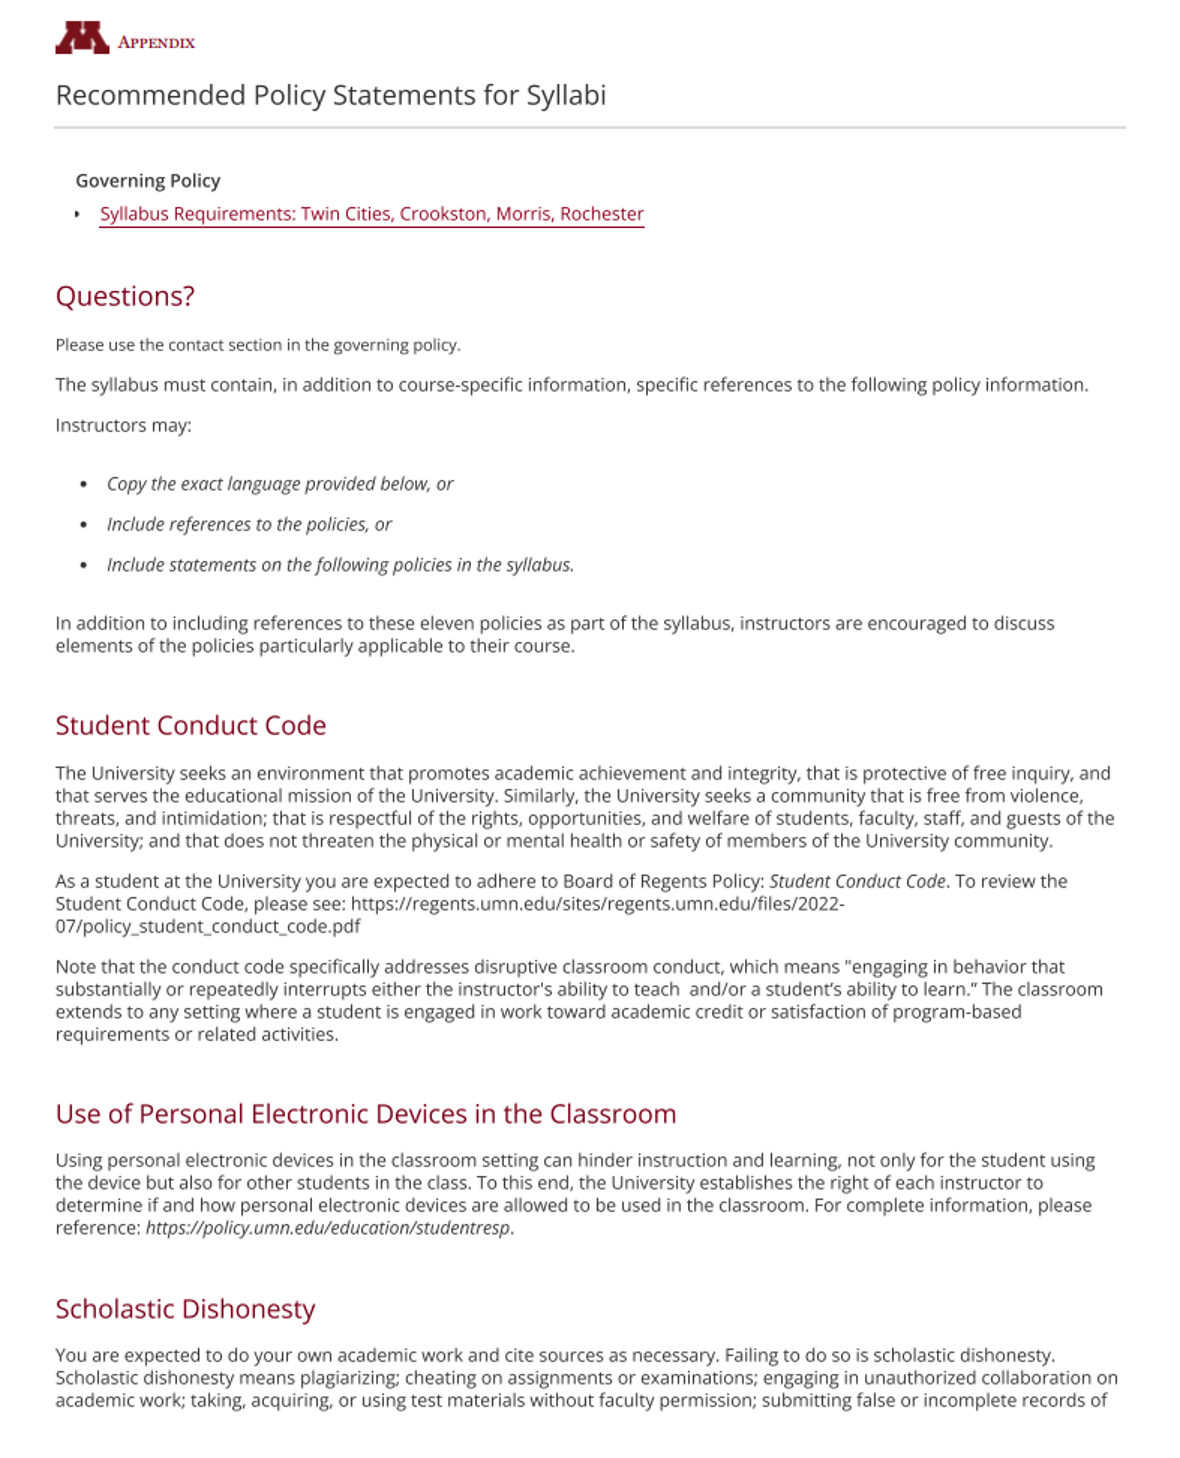 APPENDIX
Recommended Policy Statements for Syllabi
Governing Policy
Syllabus Requirements: Twin Cities, Crookston, Morris, Rochester
Questions?
Please use the contact section in the governing policy.
The syllabus must contain, in addition to course-specific information, specific references to the following policy information.
Instructors may:
• Copy the exact language provided below, or
• Include references to the policies, or
• Include statements on the following policies in the syllabus.
In addition to including references to these eleven policies as part of the syllabus, instructors are encouraged to discuss
elements of the policies particularly applicable to their course.
Student Conduct Code
The University seeks an environment that promotes academic achievement and integrity, that is protective of free inquiry, and
that serves the educational mission of the University. Similarly, the University seeks a community that is free from violence,
threats, and intimidation; that is respectful of the rights, opportunities, and welfare of students, faculty, staff, and guests of the
University; and that does not threaten the physical or mental health or safety of members of the University community.
As a student at the University you are expected to adhere to Board of Regents Policy: Student Conduct Code. To review the
Student Conduct Code, please see: https://regents.umn.edu/sites/regents.umn.edu/files/2022-
07/policy_student_conduct_code.pdf
Note that the conduct code specifically addresses disruptive classroom conduct, which means "engaging in behavior that
substantially or repeatedly interrupts either the instructor's ability to teach  and/or a student’s ability to learn.” The classroom
extends to any setting where a student is engaged in work toward academic credit or satisfaction of program-based
requirements or related activities.
Use of Personal Electronic Devices in the Classroom
Using personal electronic devices in the classroom setting can hinder instruction and learning, not only for the student using
the device but also for other students in the class. To this end, the University establishes the right of each instructor to
determine if and how personal electronic devices are allowed to be used in the classroom. For complete information, please
reference: https://policy.umn.edu/education/studentresp.
Scholastic Dishonesty
You are expected to do your own academic work and cite sources as necessary. Failing to do so is scholastic dishonesty.
Scholastic dishonesty means plagiarizing; cheating on assignments or examinations; engaging in unauthorized collaboration on
academic work; taking, acquiring, or using test materials without faculty permission; submitting false or incomplete records of